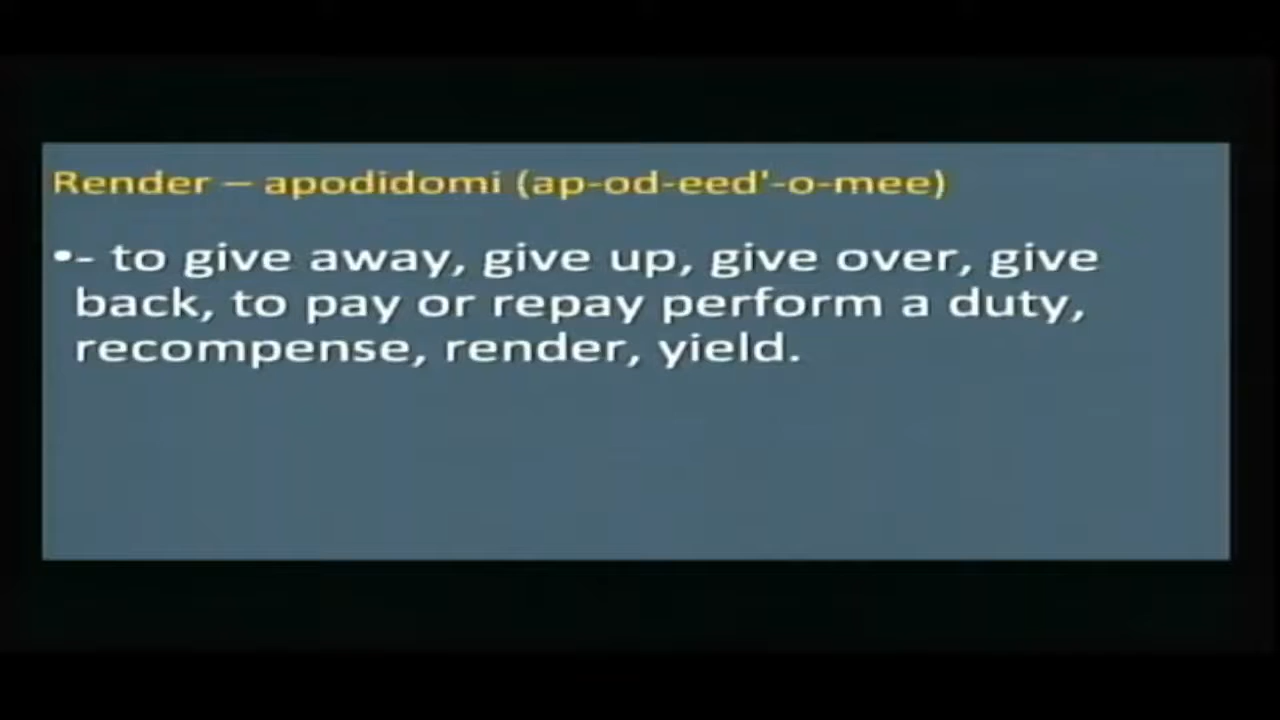 Render – apodidomi (ap-od-eed'-o-mee)
•- to give away, give up, give over, give
back, to pay or repay perform a duty,
recompense, render, yield.